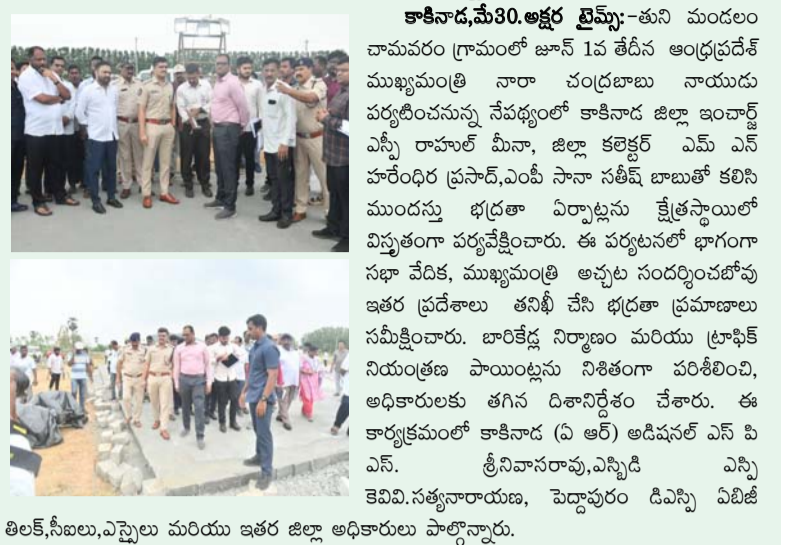 కాకినాడ,మే30.అక్షర టైమ్స్:-తుని మండలం
చామవరం గ్రామంలో జూన్ 1వ తేదీన ఆంధ్రప్రదేశ్
ముఖ్యమంత్రి నారా చంద్రబాబు నాయుడు
పర్యటించనున్న నేపథ్యంలో కాకినాడ జిల్లా ఇంచార్జ్
ఎస్పీ రాహుల్ మీనా, జిల్లా కలెక్టర్ ఎమ్ ఎన్
హరేంధిర ప్రసాద్,ఎంపీ సానా సతీష్ బాబుతో కలిసి
ముందస్తు భద్రతా ఏర్పాట్లను క్షేత్రస్థాయిలో
విస్తృతంగా పర్యవేక్షించారు. ఈ పర్యటనలో భాగంగా
సభా వేదిక, ముఖ్యమంత్రి అచ్చట సందర్శించబోవు
ఇతర ప్రదేశాలు తనిఖీ చేసి భద్రతా ప్రమాణాలు
సమీక్షించారు. బారికేడ్ల నిర్మాణం మరియు ట్రాఫిక్
నియంత్రణ పాయింట్లను నిశితంగా పరిశీలించి,
అధికారులకు తగిన దిశానిర్దేశం చేశారు. ఈ
కార్యక్రమంలో కాకినాడ (ఏ ఆర్) అడిషనల్ ఎస్ పి
ఎస్. శ్రీనివాసరావు,ఎస్బిడి ఎస్పి
కెవివి.సత్యనారాయణ, పెద్దాపురం డిఎస్పి ఏబిజీ
తిలక్,సీఐలు,ఎస్సైలు మరియు ఇతర జిల్లా అధికారులు పాల్గొన్నారు.